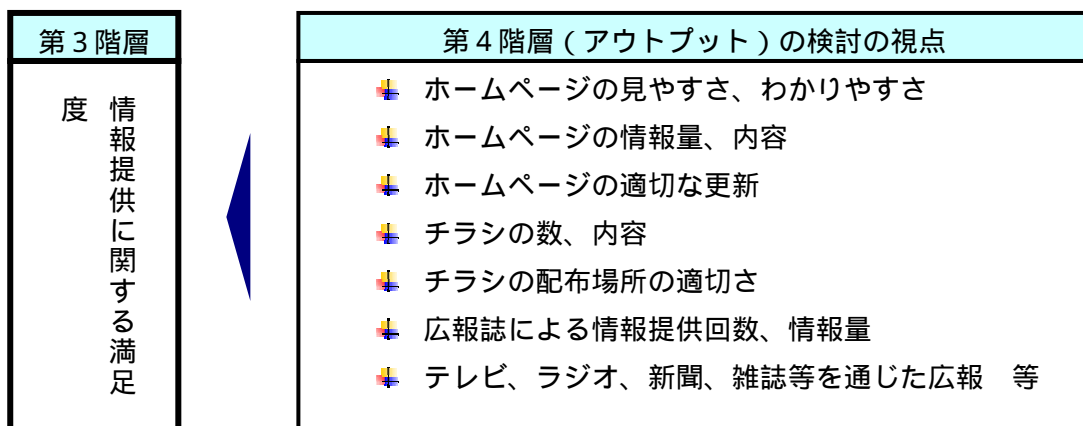 第３階層
情報提供に関する満足
度
第４階層（アウトプット）の検討の視点
ホームページの見やすさ、わかりやすさ
ホームページの情報量、内容
ホームページの適切な更新
チラシの数、内容
チラシの配布場所の適切さ
広報誌による情報提供回数、情報量
テレビ、ラジオ、新聞、雑誌等を通じた広報　等